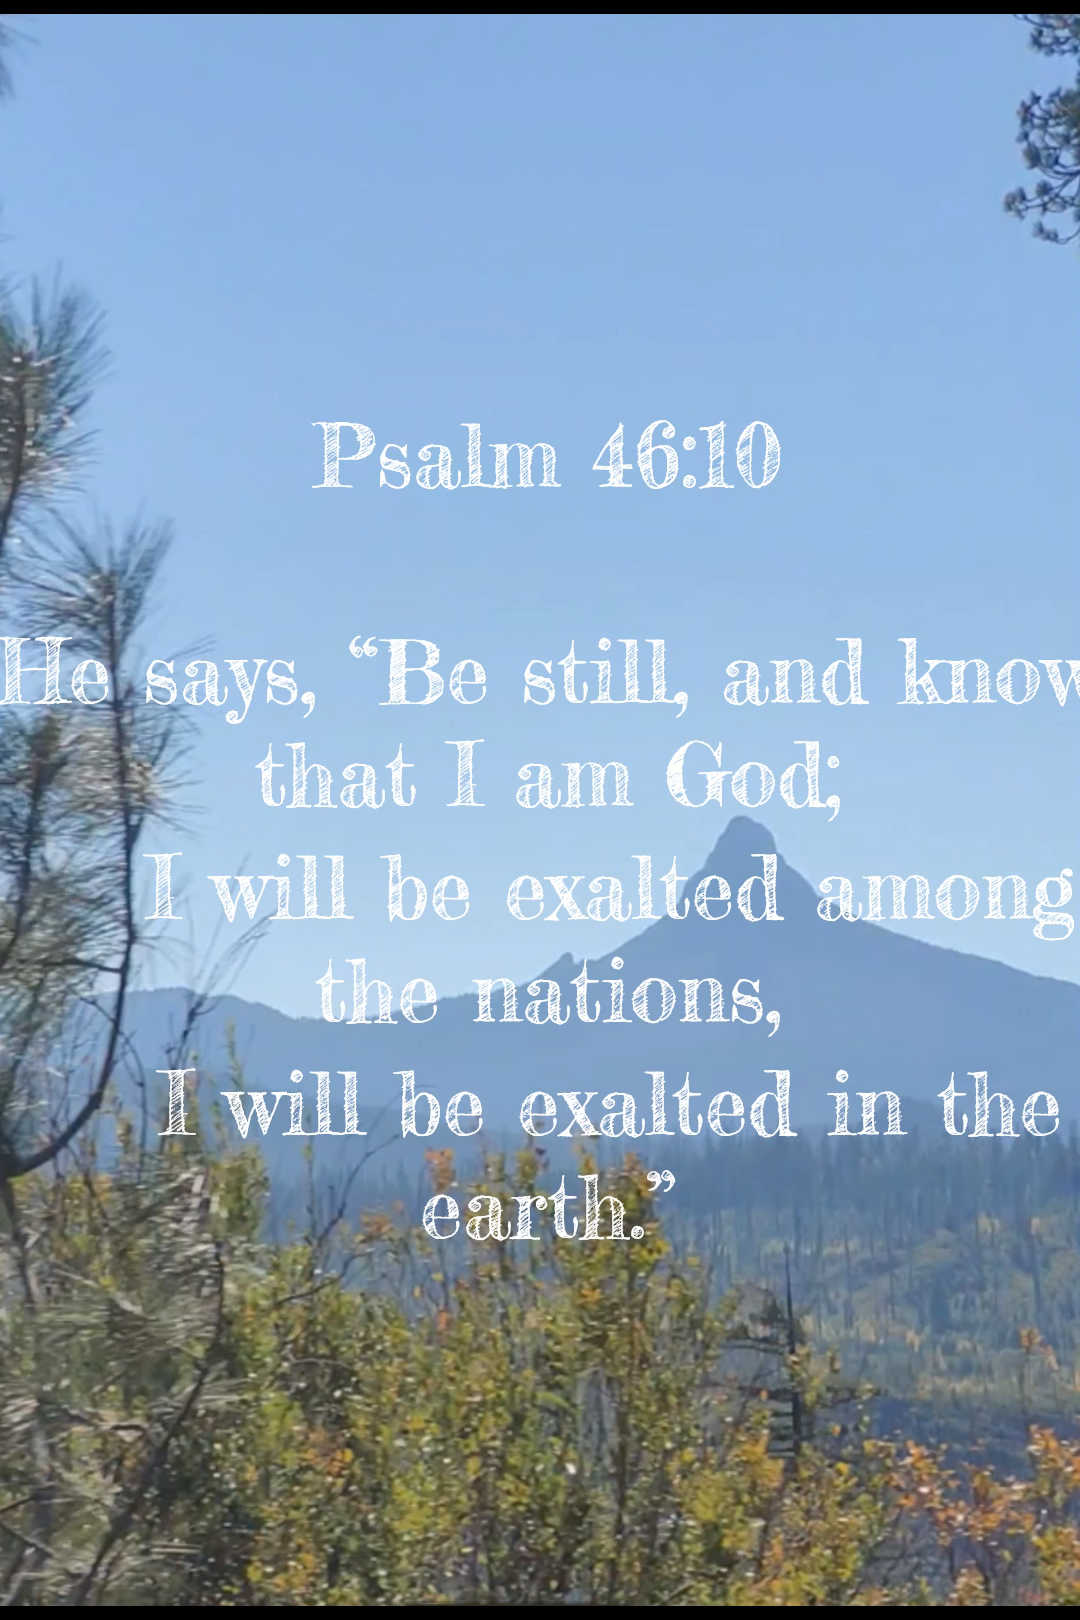 Psalm 46:10
He says, “Be still, and know
that I am God;
I will be exalted among
the nations,
I will be exalted in the
earth.”